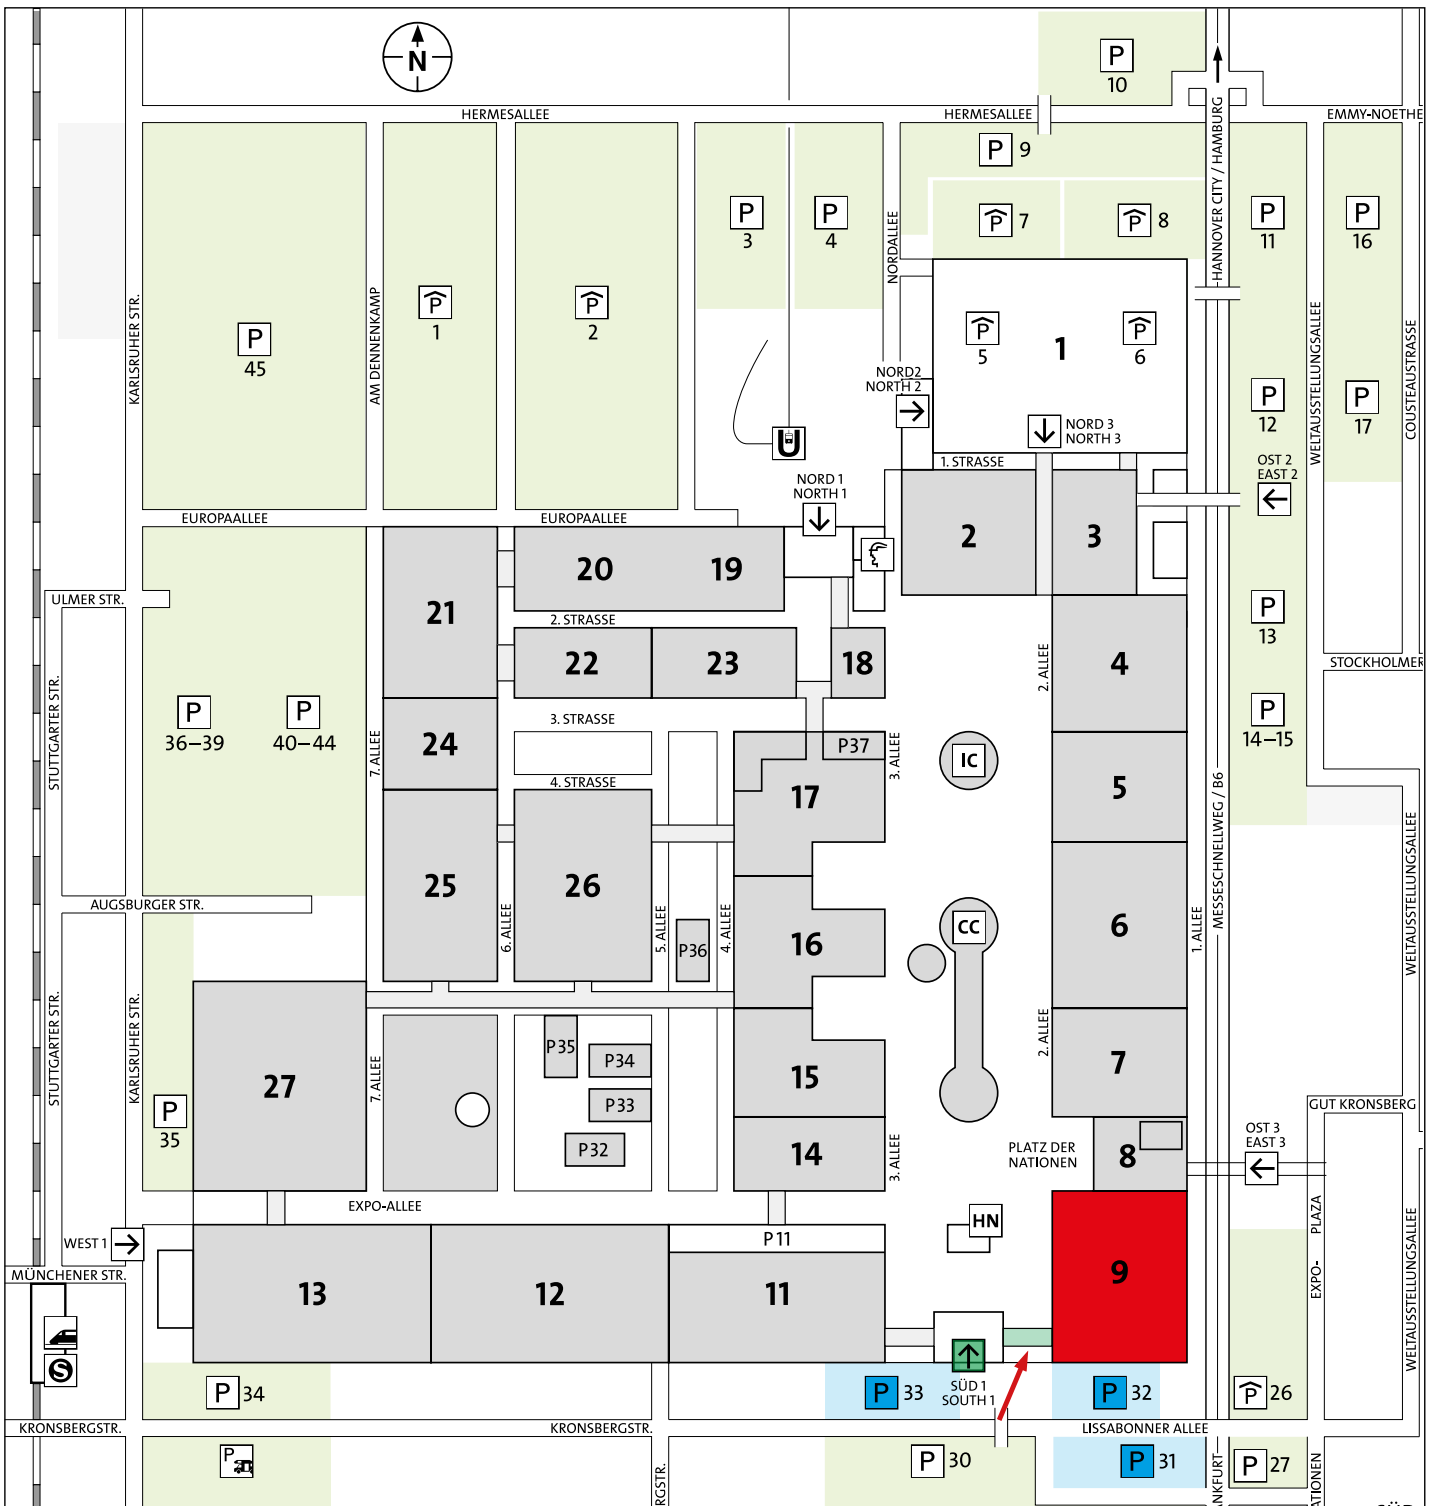 N
P
10
HERMESALLEE
HERMESALLEE
P 9
P
3
P
4
P 7
P 8
P
11
P
16
HANNOVER CITY / HAMBURG
NORDALLEE
KARLSRUHER STR.
P
45
AM DENNENKAMP
P
1
P
2
P
5
1
P
6
WELTAUSSTELLUNGSALLEE
COUSTEAUSTRASSE
NORD2
NORTH 2
P
12
P
17
NORD 3
NORTH 3
U
1. STRASSE
OST 2
EAST 2
NORD 1
NORTH 1
EUROPAALLEE
EUROPAALLEE
20
19
2
3
ULMER STR.
21
2. STRASSE
P
13
22
23
18
4
2. ALLEE
STOCKHOLMER
STUTTGARTER STR.
P
36–39
P
40–44
P
14–15
3. STRASSE
24
7. ALLEE
P37
3. ALLEE
IC
4. STRASSE
17
5
MESSESCHNELLWEG / B6
25
26
AUGSBURGER STR.
6. ALLEE
5. ALLEE
P36
4. ALLEE
16
CC
6
1. ALLEE
WELTAUSSTELLUNGSALLEE
STUTTGARTER STR.
KARLSRUHER STR.
27
7. ALLEE
P35
P34
P33
P32
15
2. ALLEE
7
P
35
GUT KRONSBERG
14
3. ALLEE
PLATZ DER
NATIONEN
8
OST 3
EAST 3
EXPO-ALLEE
HN
EXPO- PLAZA
WELTAUSSTELLUNGSALLEE
WEST 1
P 11
MÜNCHENER STR.
13
12
11
9
S
P 34
P 33
SÜD 1
SOUTH 1
P 32
P 26
KRONSBERGSTR.
KRONSBERGSTR.
LISSABONNER ALLEE
P
P 30
P 31
P 27